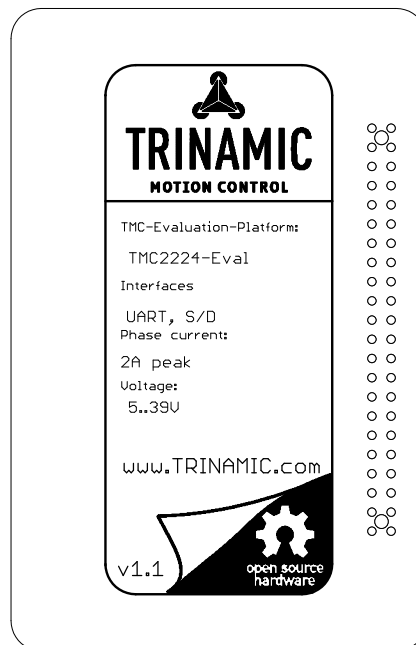 TRINAMIC
MOTION CONTROL
TMC-Evaluation-Platform:
TMC2224-Eval
Interfaces
UART, S/D
Phase current:
2A peak
Voltage:
5..39V
www.TRINAMIC.com
v1.1
open source
hardware